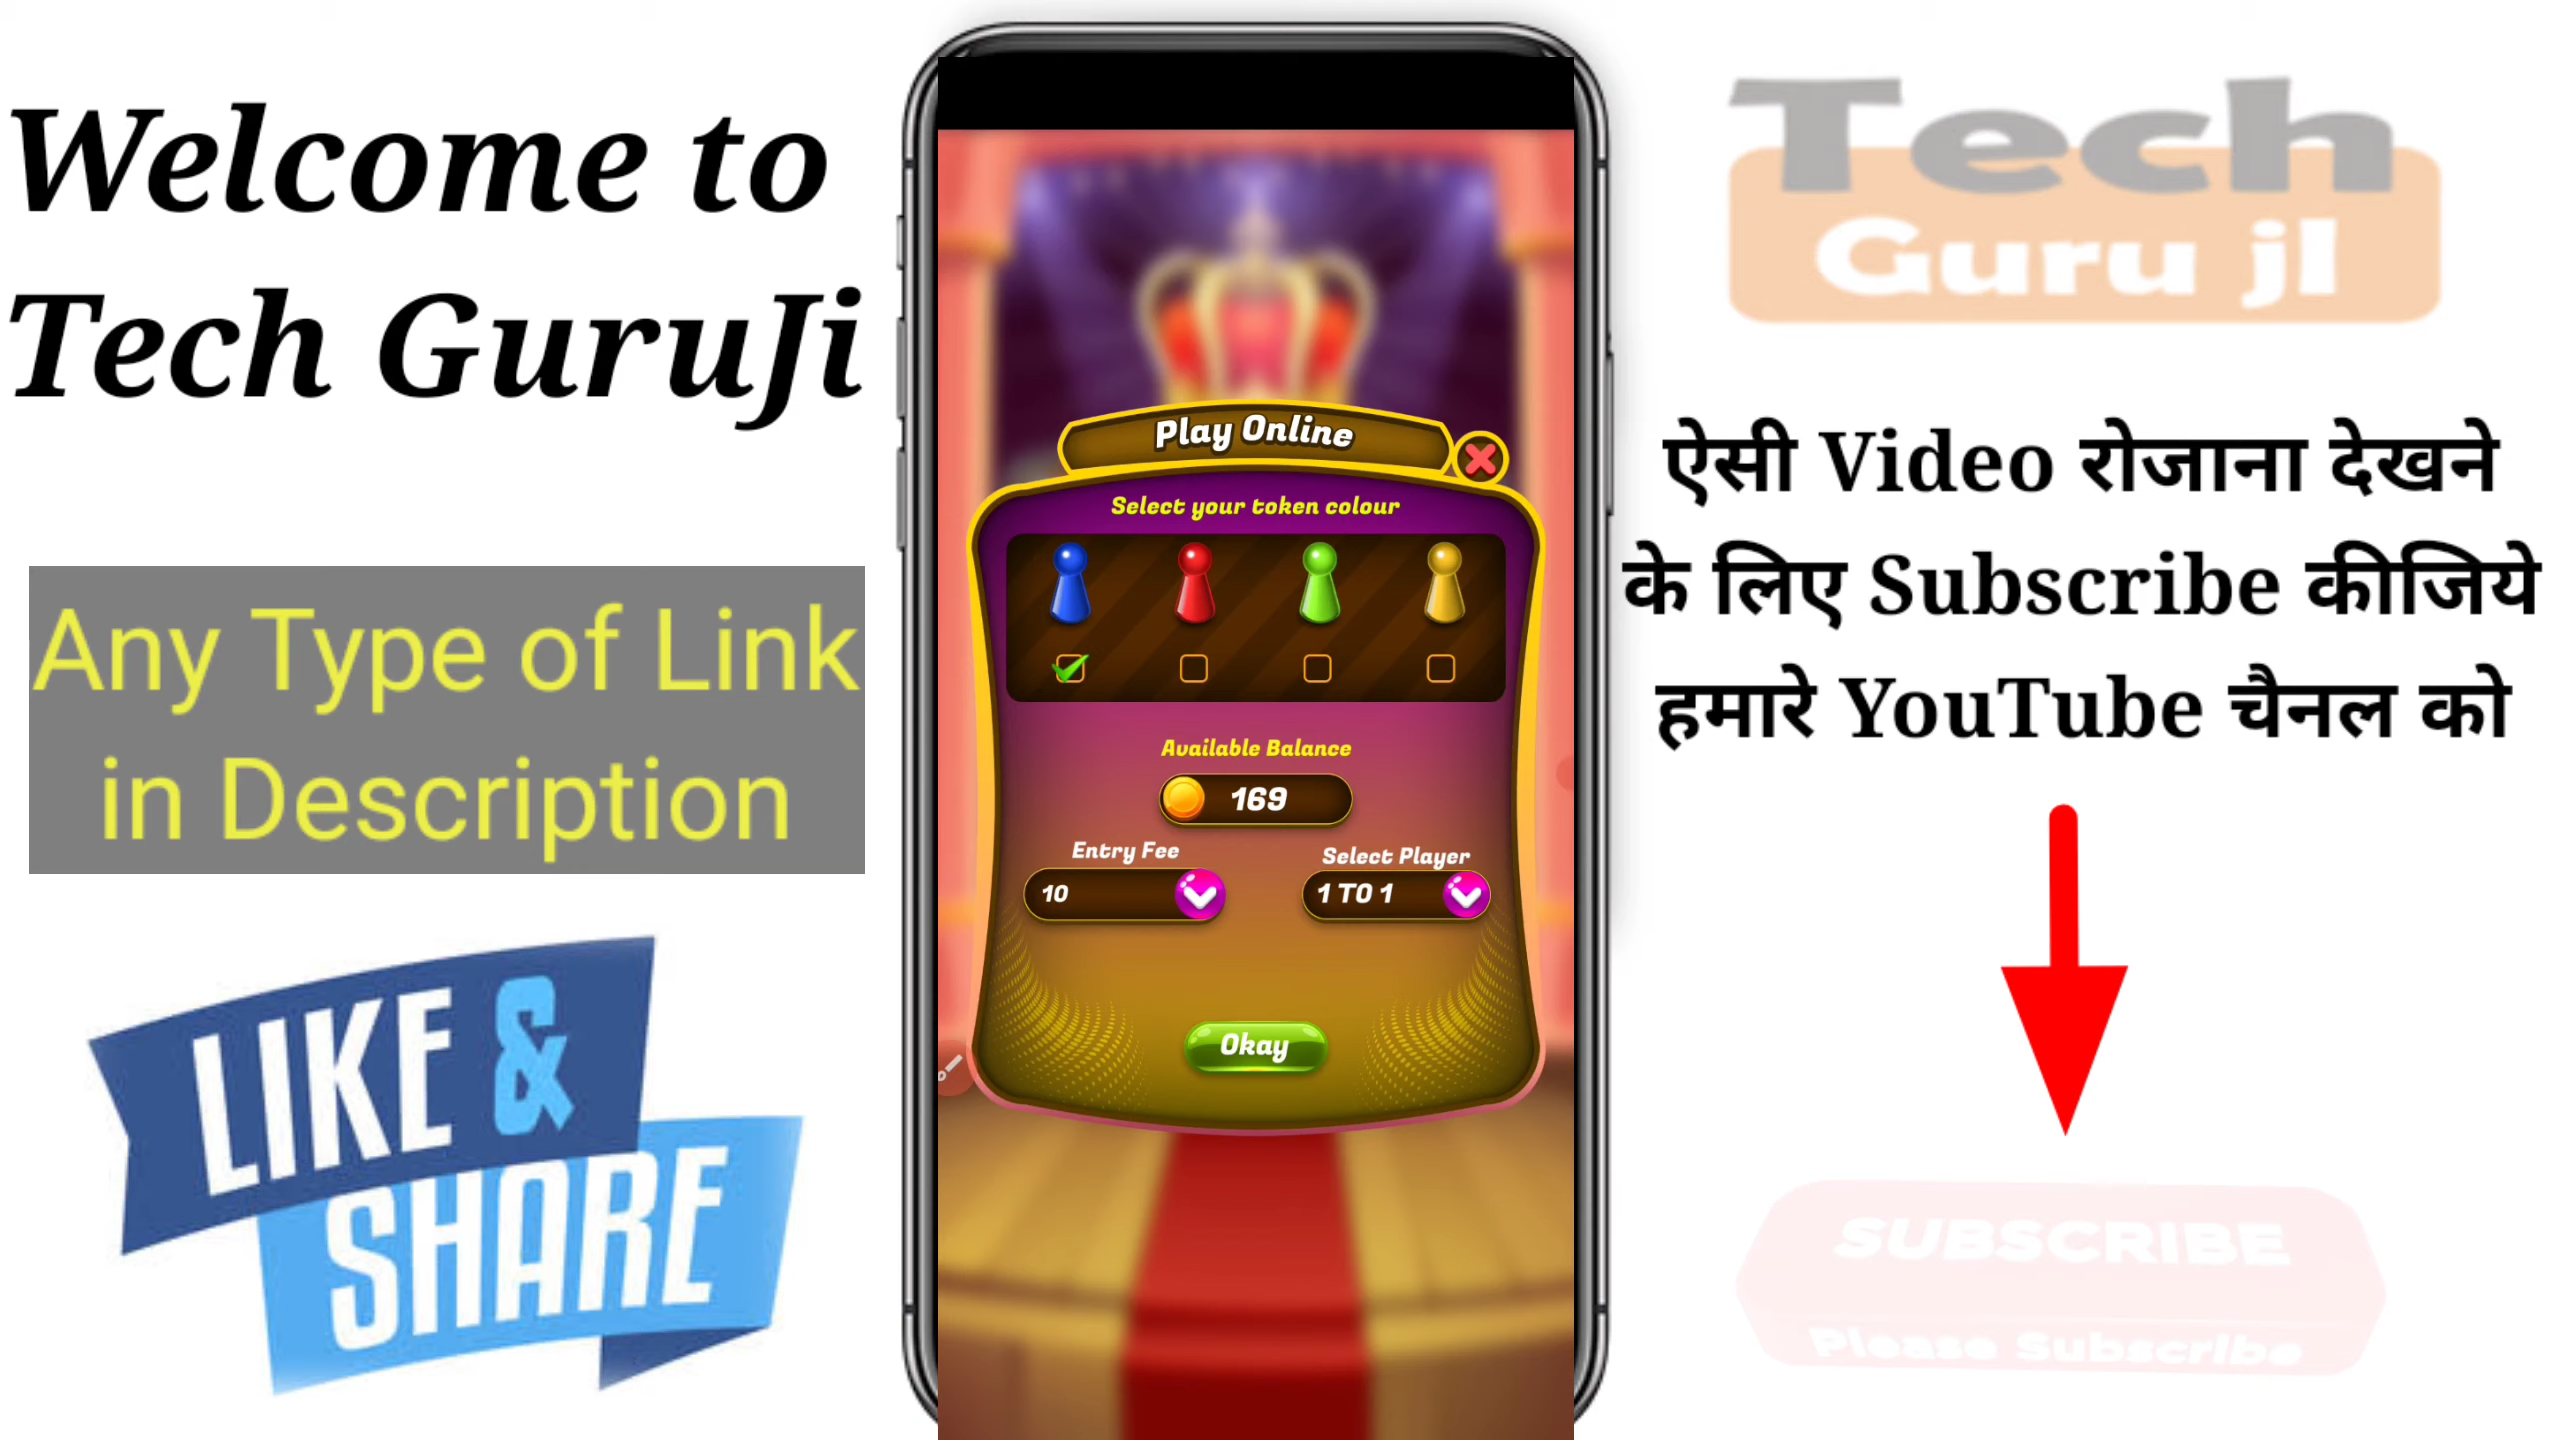 Welcome to
Tech GuruJi
Any Type of Link
in Description
LIKE &
SHARE
Play Online
Select your token colour
Available Balance
169
Entry Fee
Select Player
10
1 TO 1
Okay
Tech
Guru jI
ऐसी Video रोजाना देखने
के लिए Subscribe कीजिये
हमारे YouTube चैनल को
SUBSCRIBE
Please Subscribe